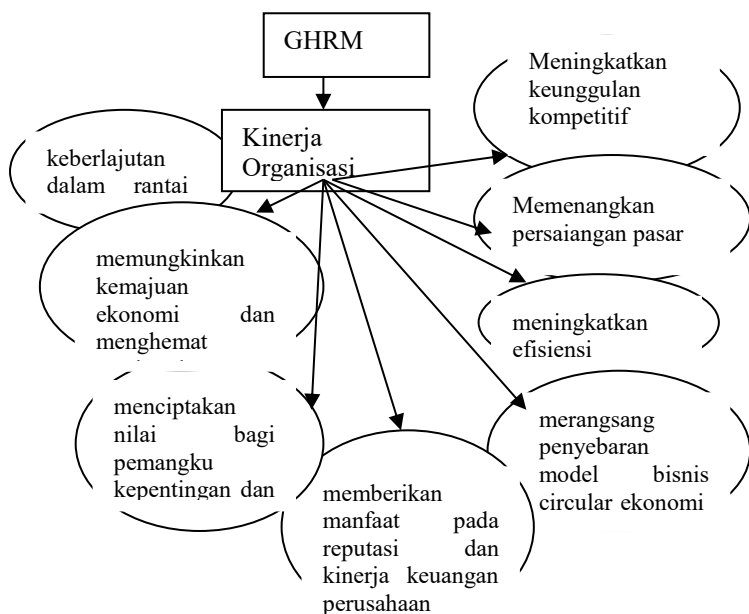 GHRM
Kinerja
Organisasi
Meningkatkan
keunggulan
kompetitif
keberlajutan
dalam rantai
Memenangkan
persaiangan pasar
memungkinkan
kemajuan
ekonomi dan
menghemat
meningkatkan
efisiensi
menciptakan
nilai bagi
pemangku
kepentingan dan
merangsang
penyebaran
model bisnis
circular ekonomi
memberikan
manfaat pada
reputasi dan
kinerja keuangan
perusahaan